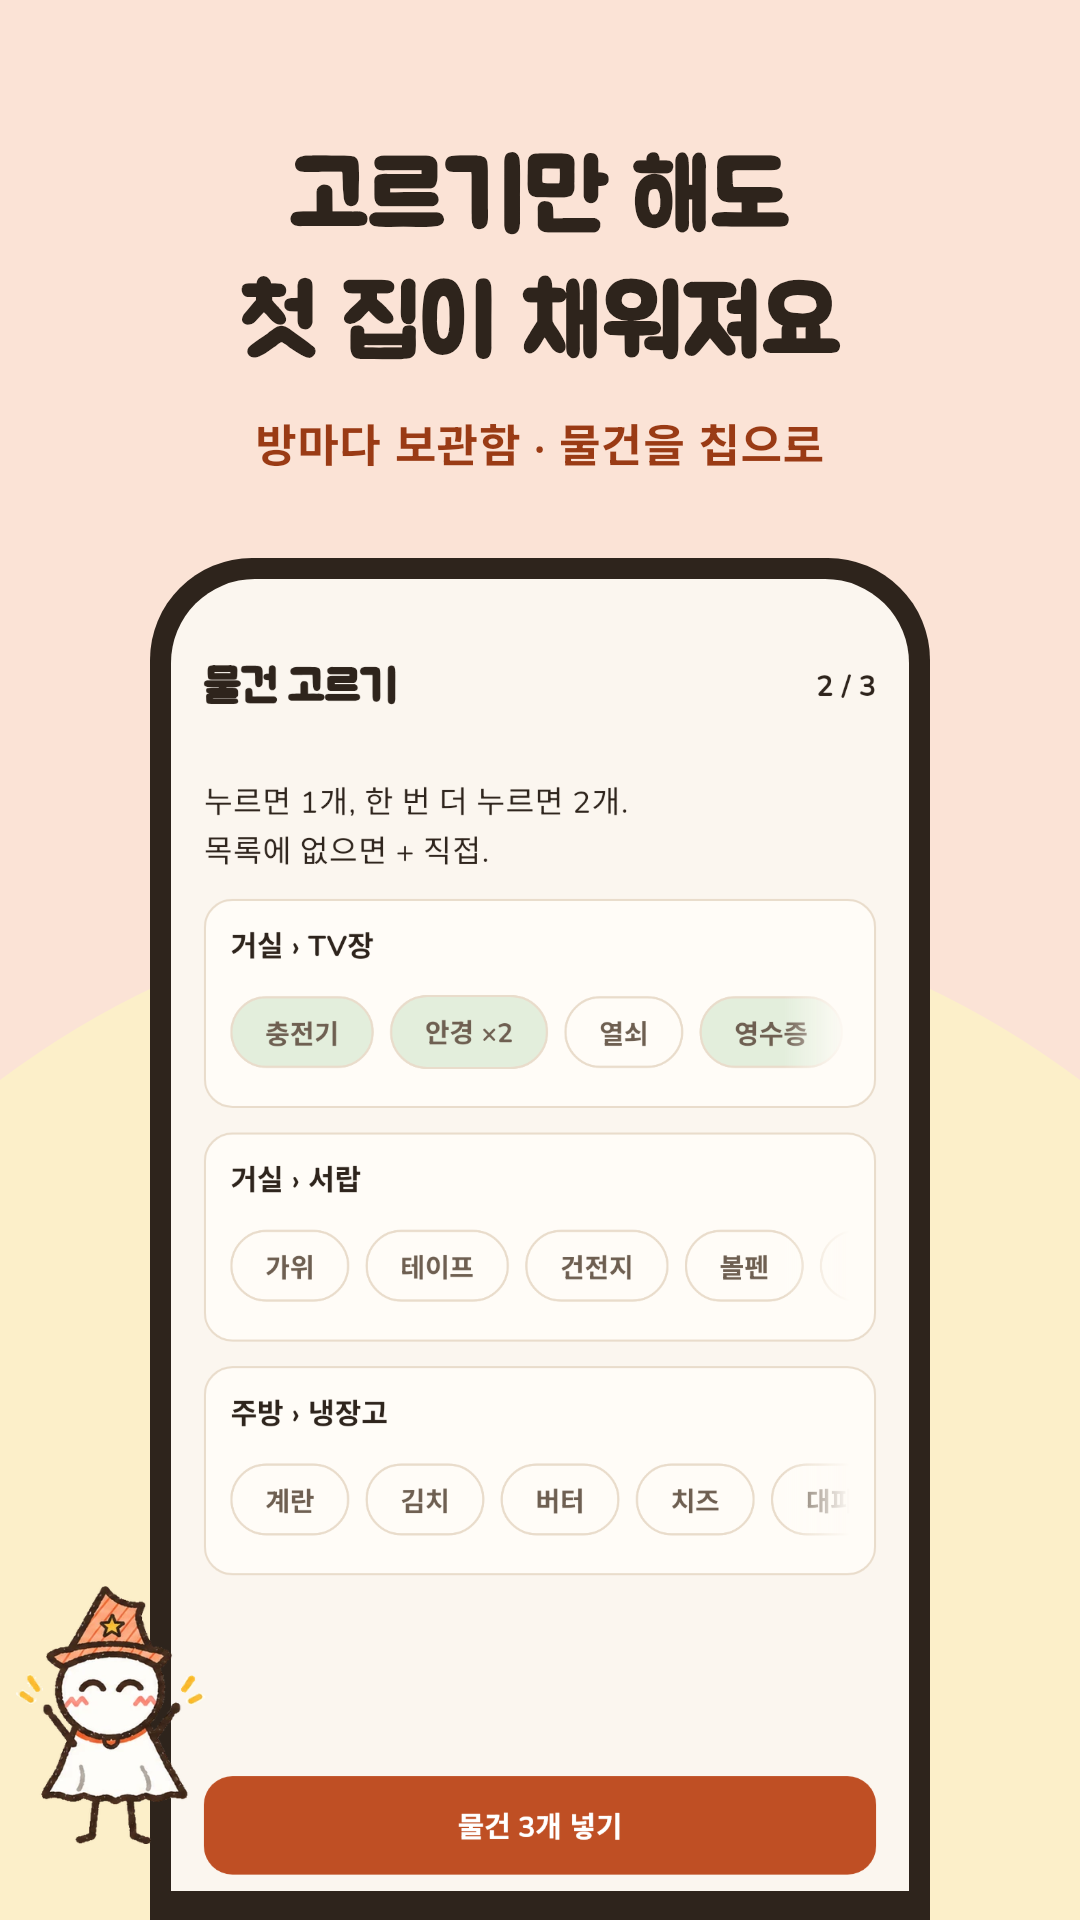 고르기만 해도
첫 집이 채워져요
방마다 보관함 · 물건을 칩으로
물건 고르기
2 / 3
누르면 1개, 한 번 더 누르면 2개.
목록에 없으면 + 직접.
거실 › TV장
충전기 안경 ×2 열쇠 영수증
거실 › 서랍
가위 테이프 건전지 볼펜
주방 › 냉장고
계란 김치 버터 치즈
물건 3개 넣기